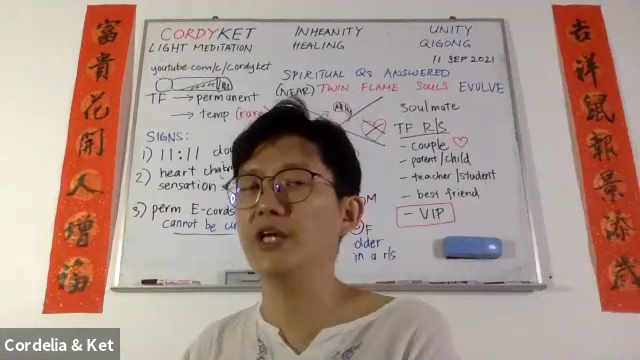 富貴花開人增福
吉祥鼠報景添歲
CORDYKET
LIGHT MEDITATION
INHEANITY
HEALING
UNITY
QIGONG
11 SEP 2021
youtube.com/c/cordyket
SPIRITUAL Qs ANSWERED
(NEAR) TWIN FLAME SOULS EVOLVE
TF → permanent
→ temp (rare)
Soulmate
TF R/S
- couple
- parent/child
- teacher/student
- best friend
- VIP
SIGNS:
1) 11:11
2) heart
sensation
3) perm E-cords
cannot be
older
in a r/s
Cordelia & Ket